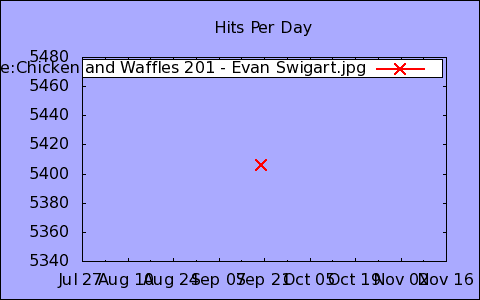 Hits Per Day
5480
e:Chicken and Waffles 201 - Evan Swigart.jpg
5460
5440
5420
5400
5380
5360
5340
Jul 27 Aug 10 Aug 24 Sep 07 Sep 21 Oct 05 Oct 19 Nov 02 Nov 16